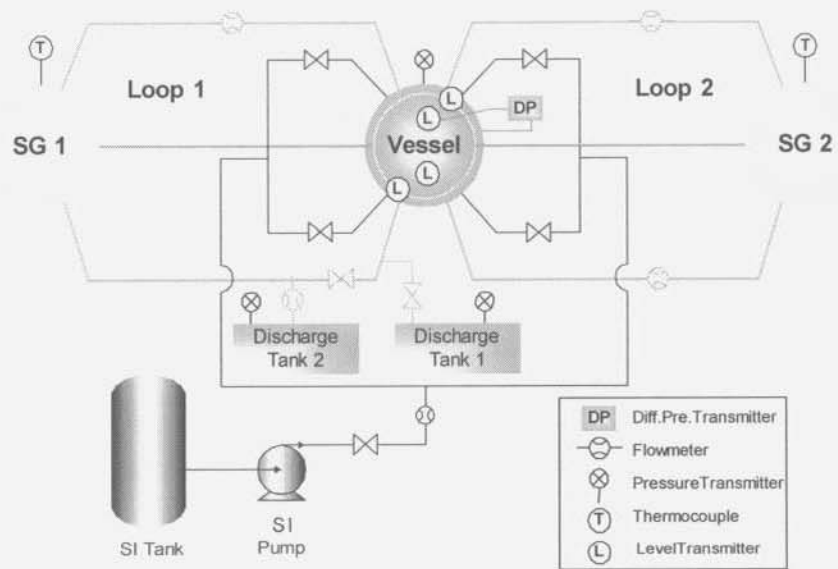 T
T
Loop 1
Loop 2
L
DP
L
SG 1
Vessel
SG 2
L
L
Discharge
Tank 2
Discharge
Tank 1
DP Diff.Pre.Transmitter
Flowmeter
PressureTransmitter
T Thermocouple
L LevelTransmitter
SI Tank
SI
Pump